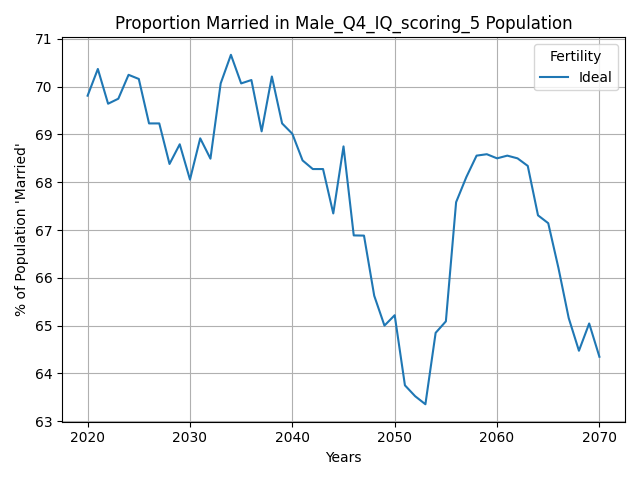 Proportion Married in Male_Q4_IQ_scoring_5 Population
71
70
69
68
67
66
65
64
63
% of Population 'Married'
Fertility
Ideal
2020 2030 2040 2050 2060 2070
Years